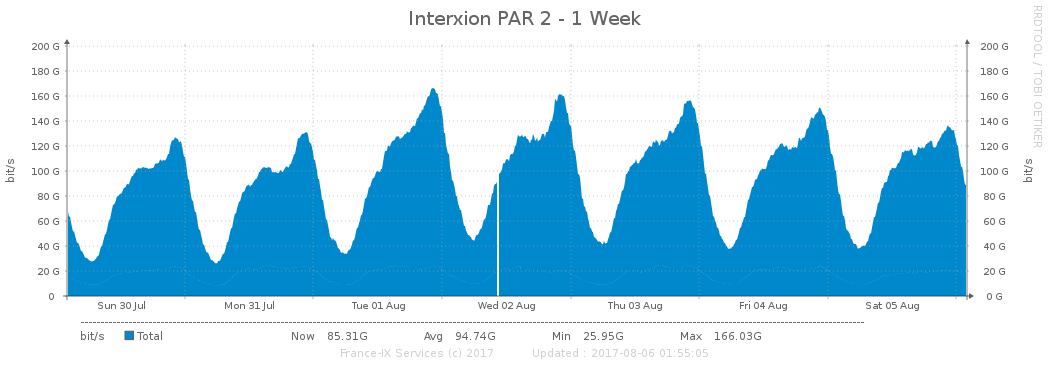 Interxion PAR 2 - 1 Week
RRDTOOL / TOBI OETIKER
bit/s
200 G
180 G
160 G
140 G
120 G
100 G
80 G
60 G
40 G
20 G
0
200 G
180 G
160 G
140 G
120 G
100 G
80 G
60 G
40 G
20 G
0 G
bit/s
Sun 30 Jul Mon 31 Jul Tue 01 Aug Wed 02 Aug Thu 03 Aug Fri 04 Aug Sat 05 Aug
bit/s Total Now 85.31G Avg 94.74G Min 25.95G Max 166.03G
France-IX Services (c) 2017 Updated : 2017-08-06 01:55:05